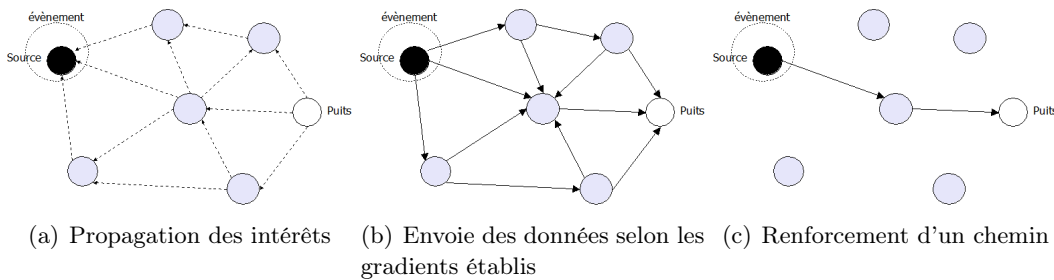 évènement
Source
Puits
évènement
Source
Puits
évènement
Source
Puits
(a) Propagation des intérêts
(b) Envoie des données selon les
gradients établis
(c) Renforcement d'un chemin